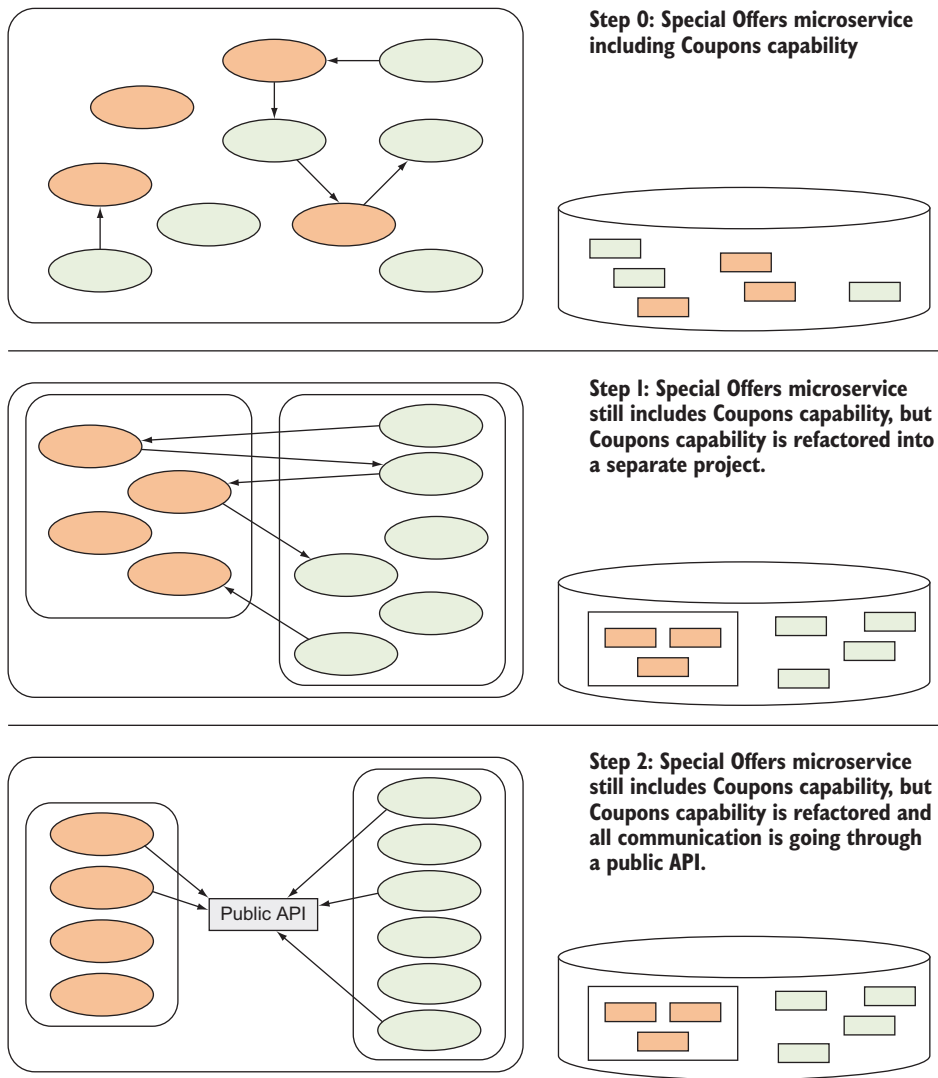 Step 0: Special Offers microservice
including Coupons capability
Step 1: Special Offers microservice
still includes Coupons capability, but
Coupons capability is refactored into
a separate project.
Step 2: Special Offers microservice
still includes Coupons capability, but
Coupons capability is refactored and
all communication is going through
a public API.
Public API